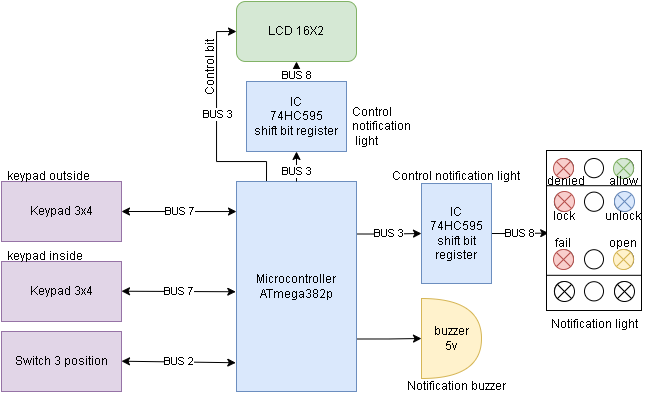 LCD 16X2
Control bit
BUS 8
BUS 3
IC
74HC595
shift bit register
Control
notification
light
BUS 3
keypad outside
Keypad 3x4
BUS 7
keypad inside
Keypad 3x4
BUS 7
Switch 3 position
BUS 2
Microcontroller
ATmega382p
BUS 3
Control notification light
IC
74HC595
shift bit
register
BUS 8
denied
allow
lock
unlock
fail
open
Notification light
buzzer
5v
Notification buzzer